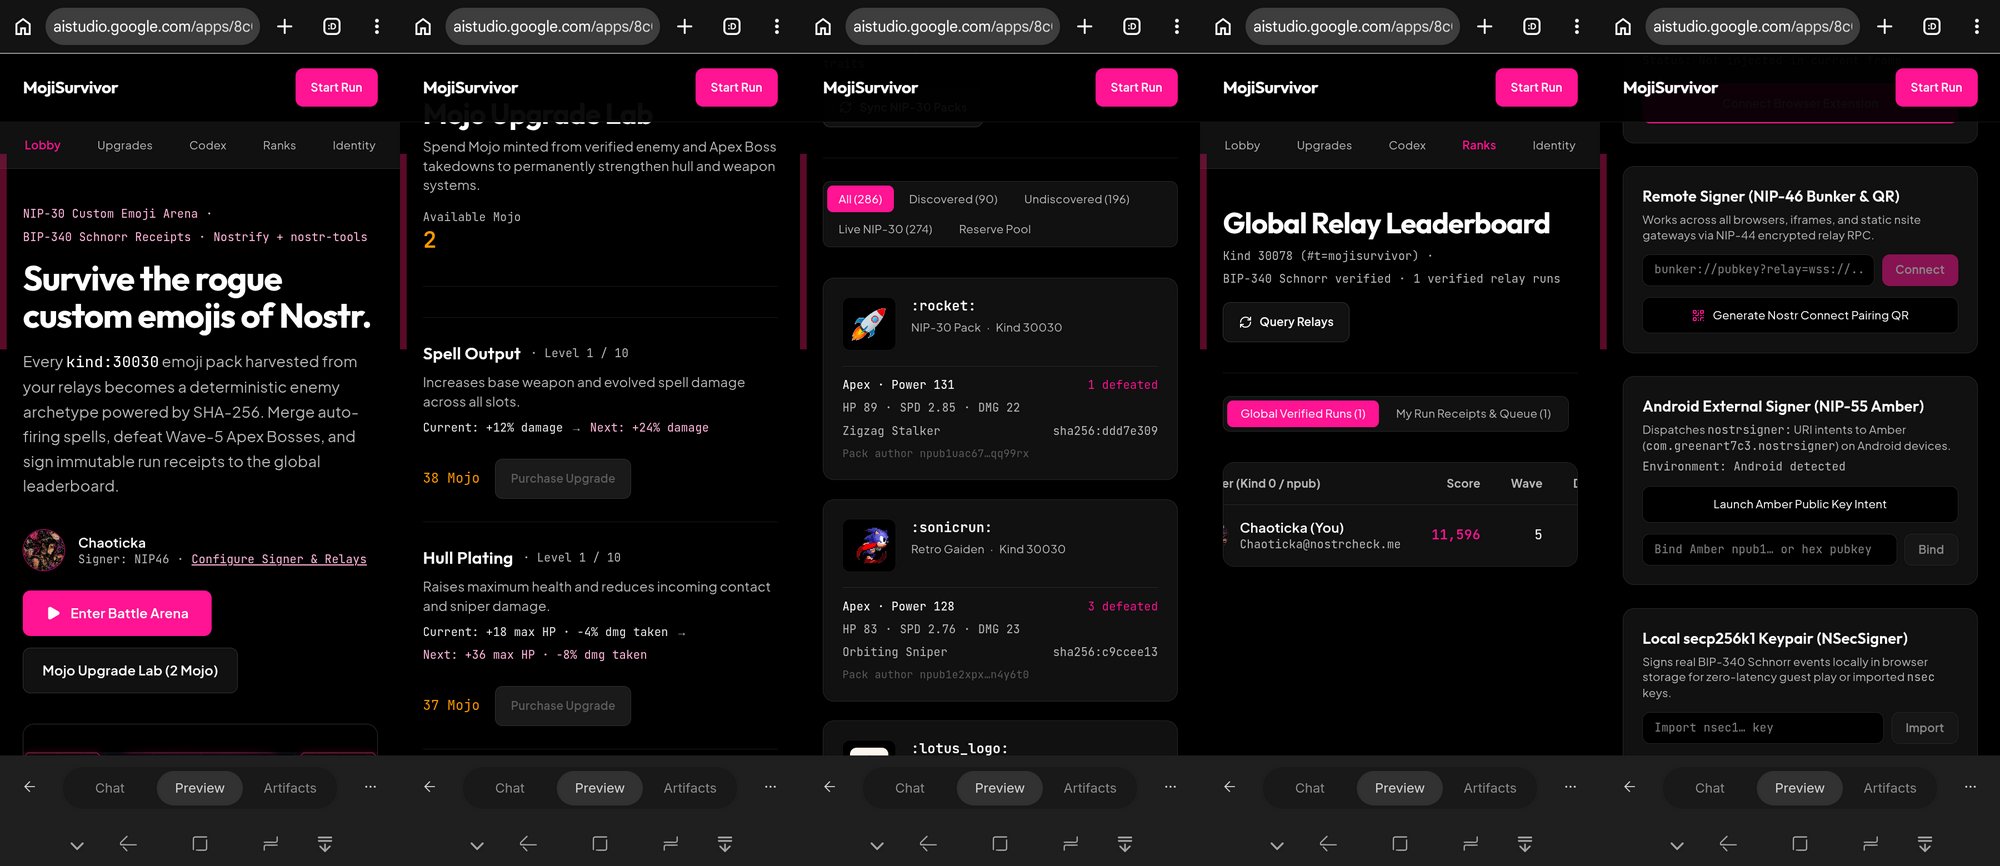 aistudio.google.com/apps/8c
MojiSurvivor
Start Run
Lobby
Upgrades
Codex
Ranks
Identity
NIP-30 Custom Emoji Arena ·
BIP-340 Schnorr Receipts · Nostrify + nostr-tools
Survive the rogue
custom emojis of Nostr.
Every kind:30030 emoji pack harvested from
your relays becomes a deterministic enemy
archetype powered by SHA-256. Merge auto-
firing spells, defeat Wave-5 Apex Bosses, and
sign immutable run receipts to the global
leaderboard.
Chaoticka
Signer: NIP46 · Configure Signer & Relays
Enter Battle Arena
Mojo Upgrade Lab (2 Mojo)
Chat
Preview
Artifacts
aistudio.google.com/apps/8c
MojiSurvivor
Start Run
Mojo Upgrade Lab
Spend Mojo minted from verified enemy and Apex Boss
takedowns to permanently strengthen hull and weapon
systems.
Available Mojo
2
Spell Output · Level 1 / 10
Increases base weapon and evolved spell damage
across all slots.
Current: +12% damage → Next: +24% damage
38 Mojo
Purchase Upgrade
Hull Plating · Level 1 / 10
Raises maximum health and reduces incoming contact
and sniper damage.
Current: +18 max HP · -4% dmg taken →
Next: +36 max HP · -8% dmg taken
37 Mojo
Purchase Upgrade
Chat
Preview
Artifacts
aistudio.google.com/apps/8c
MojiSurvivor
Start Run
Sync NIP-30 Packs
All (286)
Discovered (90)
Undiscovered (196)
Live NIP-30 (274)
Reserve Pool
:rocket:
NIP-30 Pack · Kind 30030
Apex · Power 131
1 defeated
HP 89 · SPD 2.85 · DMG 22
Zigzag Stalker
sha256:ddd7e309
Pack author npub1uac67…qq99rx
:sonicrun:
Retro Gaiden · Kind 30030
Apex · Power 128
3 defeated
HP 83 · SPD 2.76 · DMG 23
Orbiting Sniper
sha256:c9ccee13
Pack author npub1e2xpx…n4y6t0
:lotus_logo:
Chat
Preview
Artifacts
aistudio.google.com/apps/8c
MojiSurvivor
Start Run
Lobby
Upgrades
Codex
Ranks
Identity
Global Relay Leaderboard
Kind 30078 (#t=mojisurvivor) ·
BIP-340 Schnorr verified · 1 verified relay runs
Query Relays
Global Verified Runs (1)
My Run Receipts & Queue (1)
er (Kind 0 / npub)
Score
Wave
Chaoticka (You)
Chaoticka@nostrcheck.me
11,596
5
Chat
Preview
Artifacts
aistudio.google.com/apps/8c
MojiSurvivor
Start Run
Connect Browser Extension
Remote Signer (NIP-46 Bunker & QR)
Works across all browsers, iframes, and static nsite
gateways via NIP-44 encrypted relay RPC.
bunker://pubkey?relay=wss://..
Connect
Generate Nostr Connect Pairing QR
Android External Signer (NIP-55 Amber)
Dispatches nostrsigner: URI intents to Amber
(com.greenart7c3.nostrsigner) on Android devices.
Environment: Android detected
Launch Amber Public Key Intent
Bind Amber npub1… or hex pubkey
Bind
Local secp256k1 Keypair (NSecSigner)
Signs real BIP-340 Schnorr events locally in browser
storage for zero-latency guest play or imported nsec
keys.
Import nsec1… key
Import
Chat
Preview
Artifacts